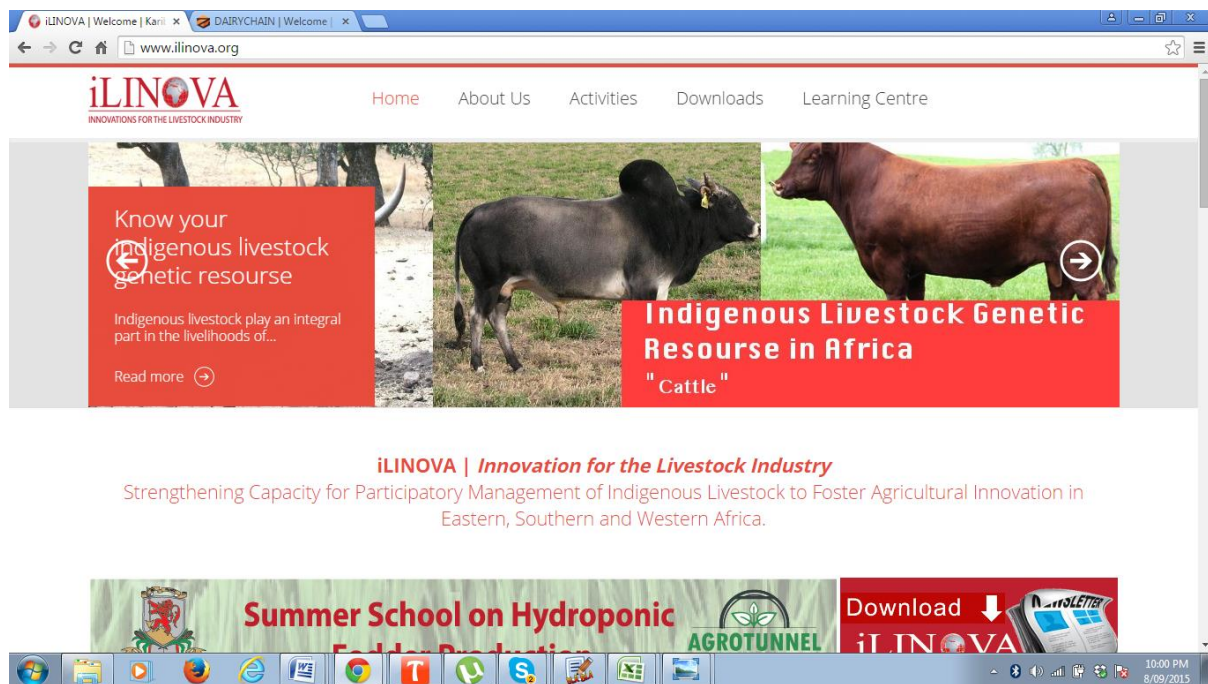 iLINOVA | Welcome | Kari
DAIRYCHAIN | Welcome |
www.ilinova.org
iLINOVA
INNOVATIONS FOR THE LIVESTOCK INDUSTRY
Home About Us Activities Downloads Learning Centre
Know your
indigenous livestock
genetic resourse
Indigenous livestock play an integral
part in the livelihoods of...
Read more
Indigenous Livestock Genetic
Resourse in Africa
"Cattle"
iLINOVA | Innovation for the Livestock Industry
Strengthening Capacity for Participatory Management of Indigenous Livestock to Foster Agricultural Innovation in
Eastern, Southern and Western Africa.
Summer School on Hydroponic
Fodder Production
AGROTUNNEL
Download
NEWSLETTER
iLINOVA
10:00 PM
8/09/2015